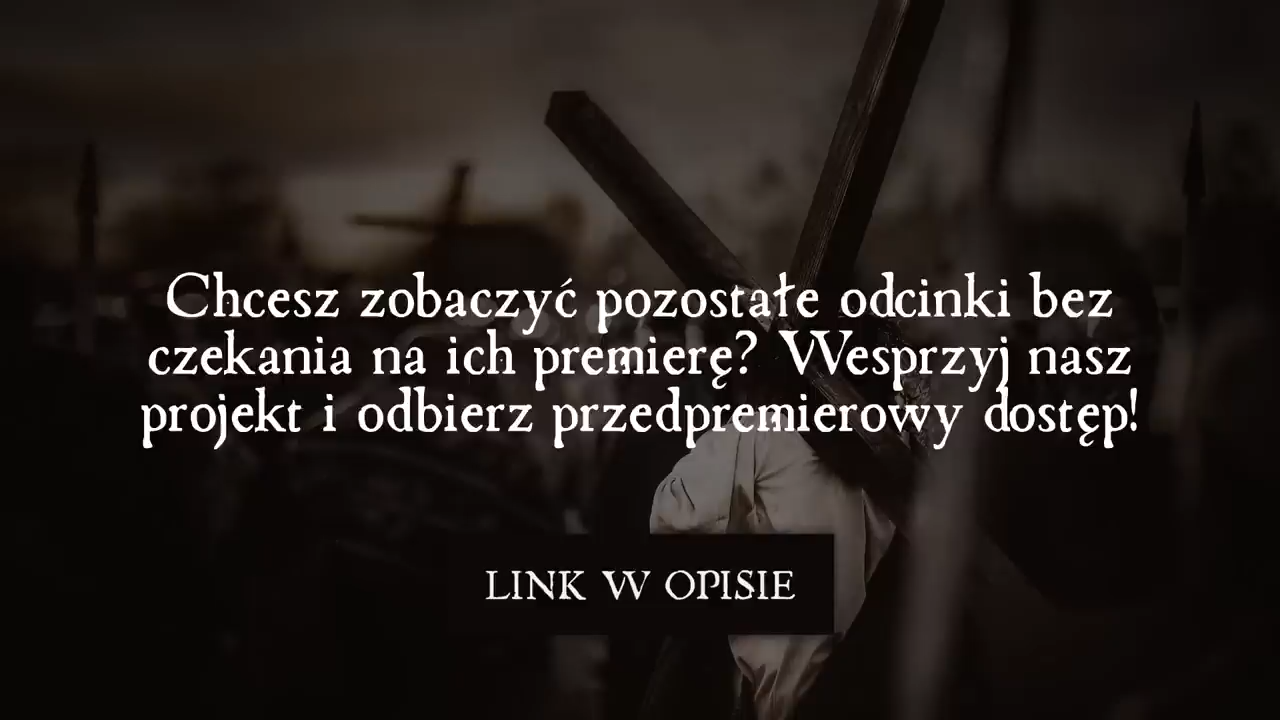 Chcesz zobaczyć pozostałe odcinki bez
czekania na ich premierę? Wesprzyj nasz
projekt i odbierz przedpremierowy dostęp!
LINK W OPISIE